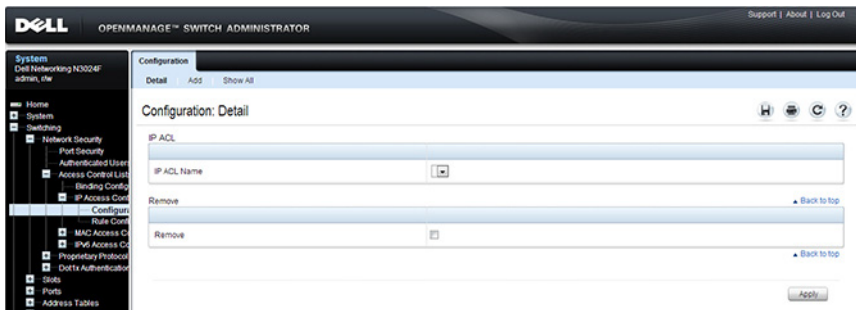 Support | About | Log Out
DELL OPENMANAGE™ SWITCH ADMINISTRATOR
System
Dell Networking N3024F
admin, r/w
Home
System
Switching
Network Security
Port Security
Authenticated Users
Access Control List
Binding Config
IP Access Cont
Configura
Rule Confi
MAC Access C
IPv6 Access Co
Proprietary Protocol
Dot1x Authentication
Slots
Ports
Address Tables
Configuration
Detail Add Show All
Configuration: Detail
IP ACL
IP ACL Name
Remove
Back to top
Remove
Back to top
Apply